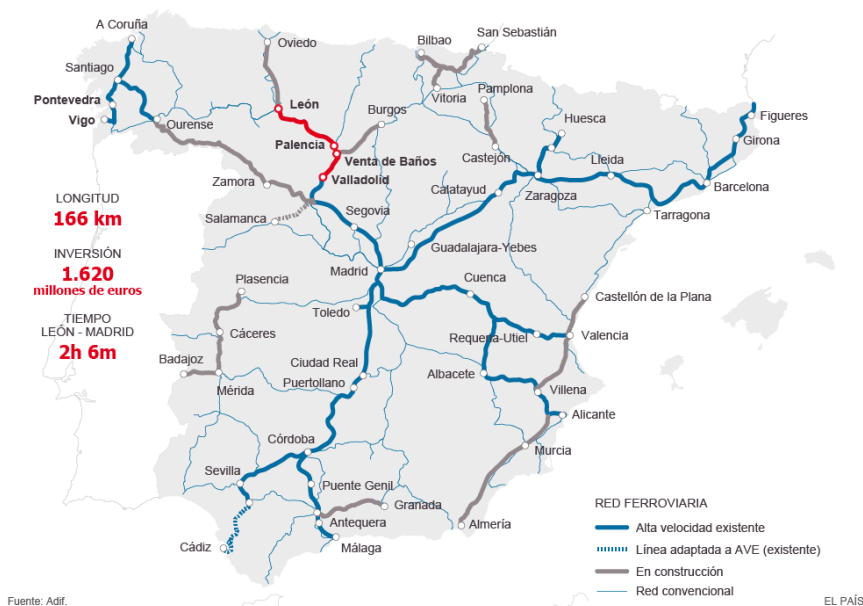 A Coruña
Oviedo
Bilbao
San Sebastián
Santiago
Vitoria
Pamplona
Pontevedra
León
Burgos
Huesca
Figueres
Vigo
Ourense
Palencia
Girona
Venta de Baños
Castejón
Lleida
Zamora
Valladolid
Catatayud
Zaragoza
Barcelona
LONGITUD
166 km
Salamanca
Segovia
Tarragona
Guadalajara-Yebes
INVERSIÓN
1.620
millones de euros
Madrid
Plasencia
Cuenca
Castellón de la Plana
Toledo
TIEMPO
LEÓN - MADRID
2h 6m
Cáceres
Requena-Utiel
Valencia
Badajoz
Ciudad Real
Mérida
Puertollano
Albacete
Villena
Alicante
Córdoba
Murcia
Sevilla
Puente Genil
Granada
Antequera
Almería
Cádiz
Málaga
RED FERROVIARIA
Alta velocidad existente
Línea adaptada a AVE (existente)
En construcción
Red convencional
Fuente: Adif.
EL PAÍS